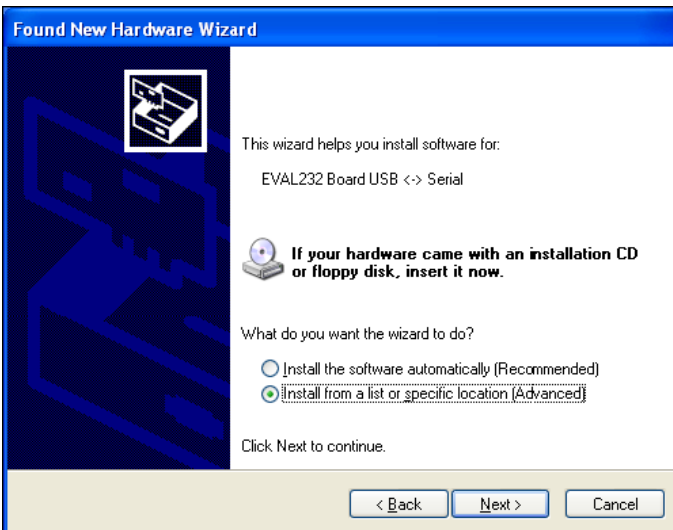 Found New Hardware Wizard
This wizard helps you install software for:
EVAL232 Board USB <-> Serial
If your hardware came with an installation CD
or floppy disk, insert it now.
What do you want the wizard to do?
Install the software automatically (Recommended)
Install from a list or specific location (Advanced)
Click Next to continue.
< Back Next > Cancel